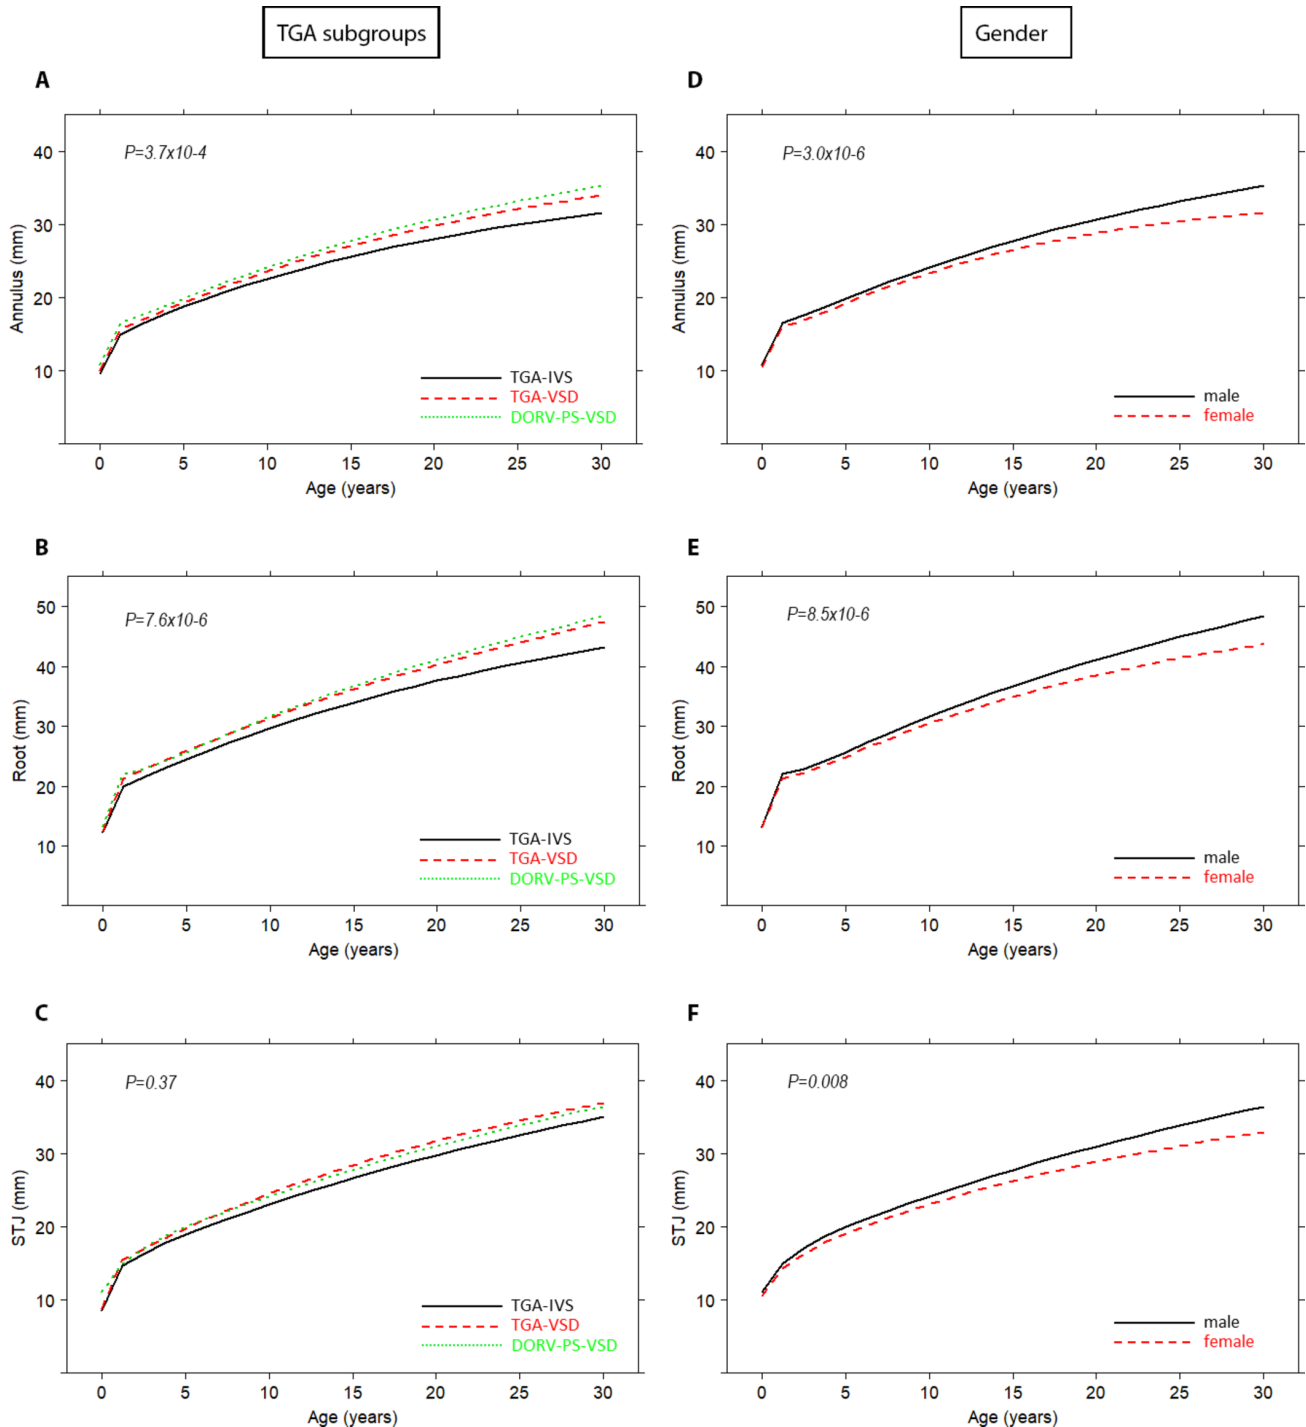 TGA subgroups
Gender
A
P=3.7x10-4
Annulus (mm)
40
30
20
10
TGA-IVS
TGA-VSD
DORV-PS-VSD
0 5 10 15 20 25 30
Age (years)
D
P=3.0x10-6
Annulus (mm)
40
30
20
10
male
female
0 5 10 15 20 25 30
Age (years)
B
P=7.6x10-6
Root (mm)
50
40
30
20
10
TGA-IVS
TGA-VSD
DORV-PS-VSD
0 5 10 15 20 25 30
Age (years)
E
P=8.5x10-6
Root (mm)
50
40
30
20
10
male
female
0 5 10 15 20 25 30
Age (years)
C
P=0.37
STJ (mm)
40
30
20
10
TGA-IVS
TGA-VSD
DORV-PS-VSD
0 5 10 15 20 25 30
Age (years)
F
P=0.008
STJ (mm)
40
30
20
10
male
female
0 5 10 15 20 25 30
Age (years)